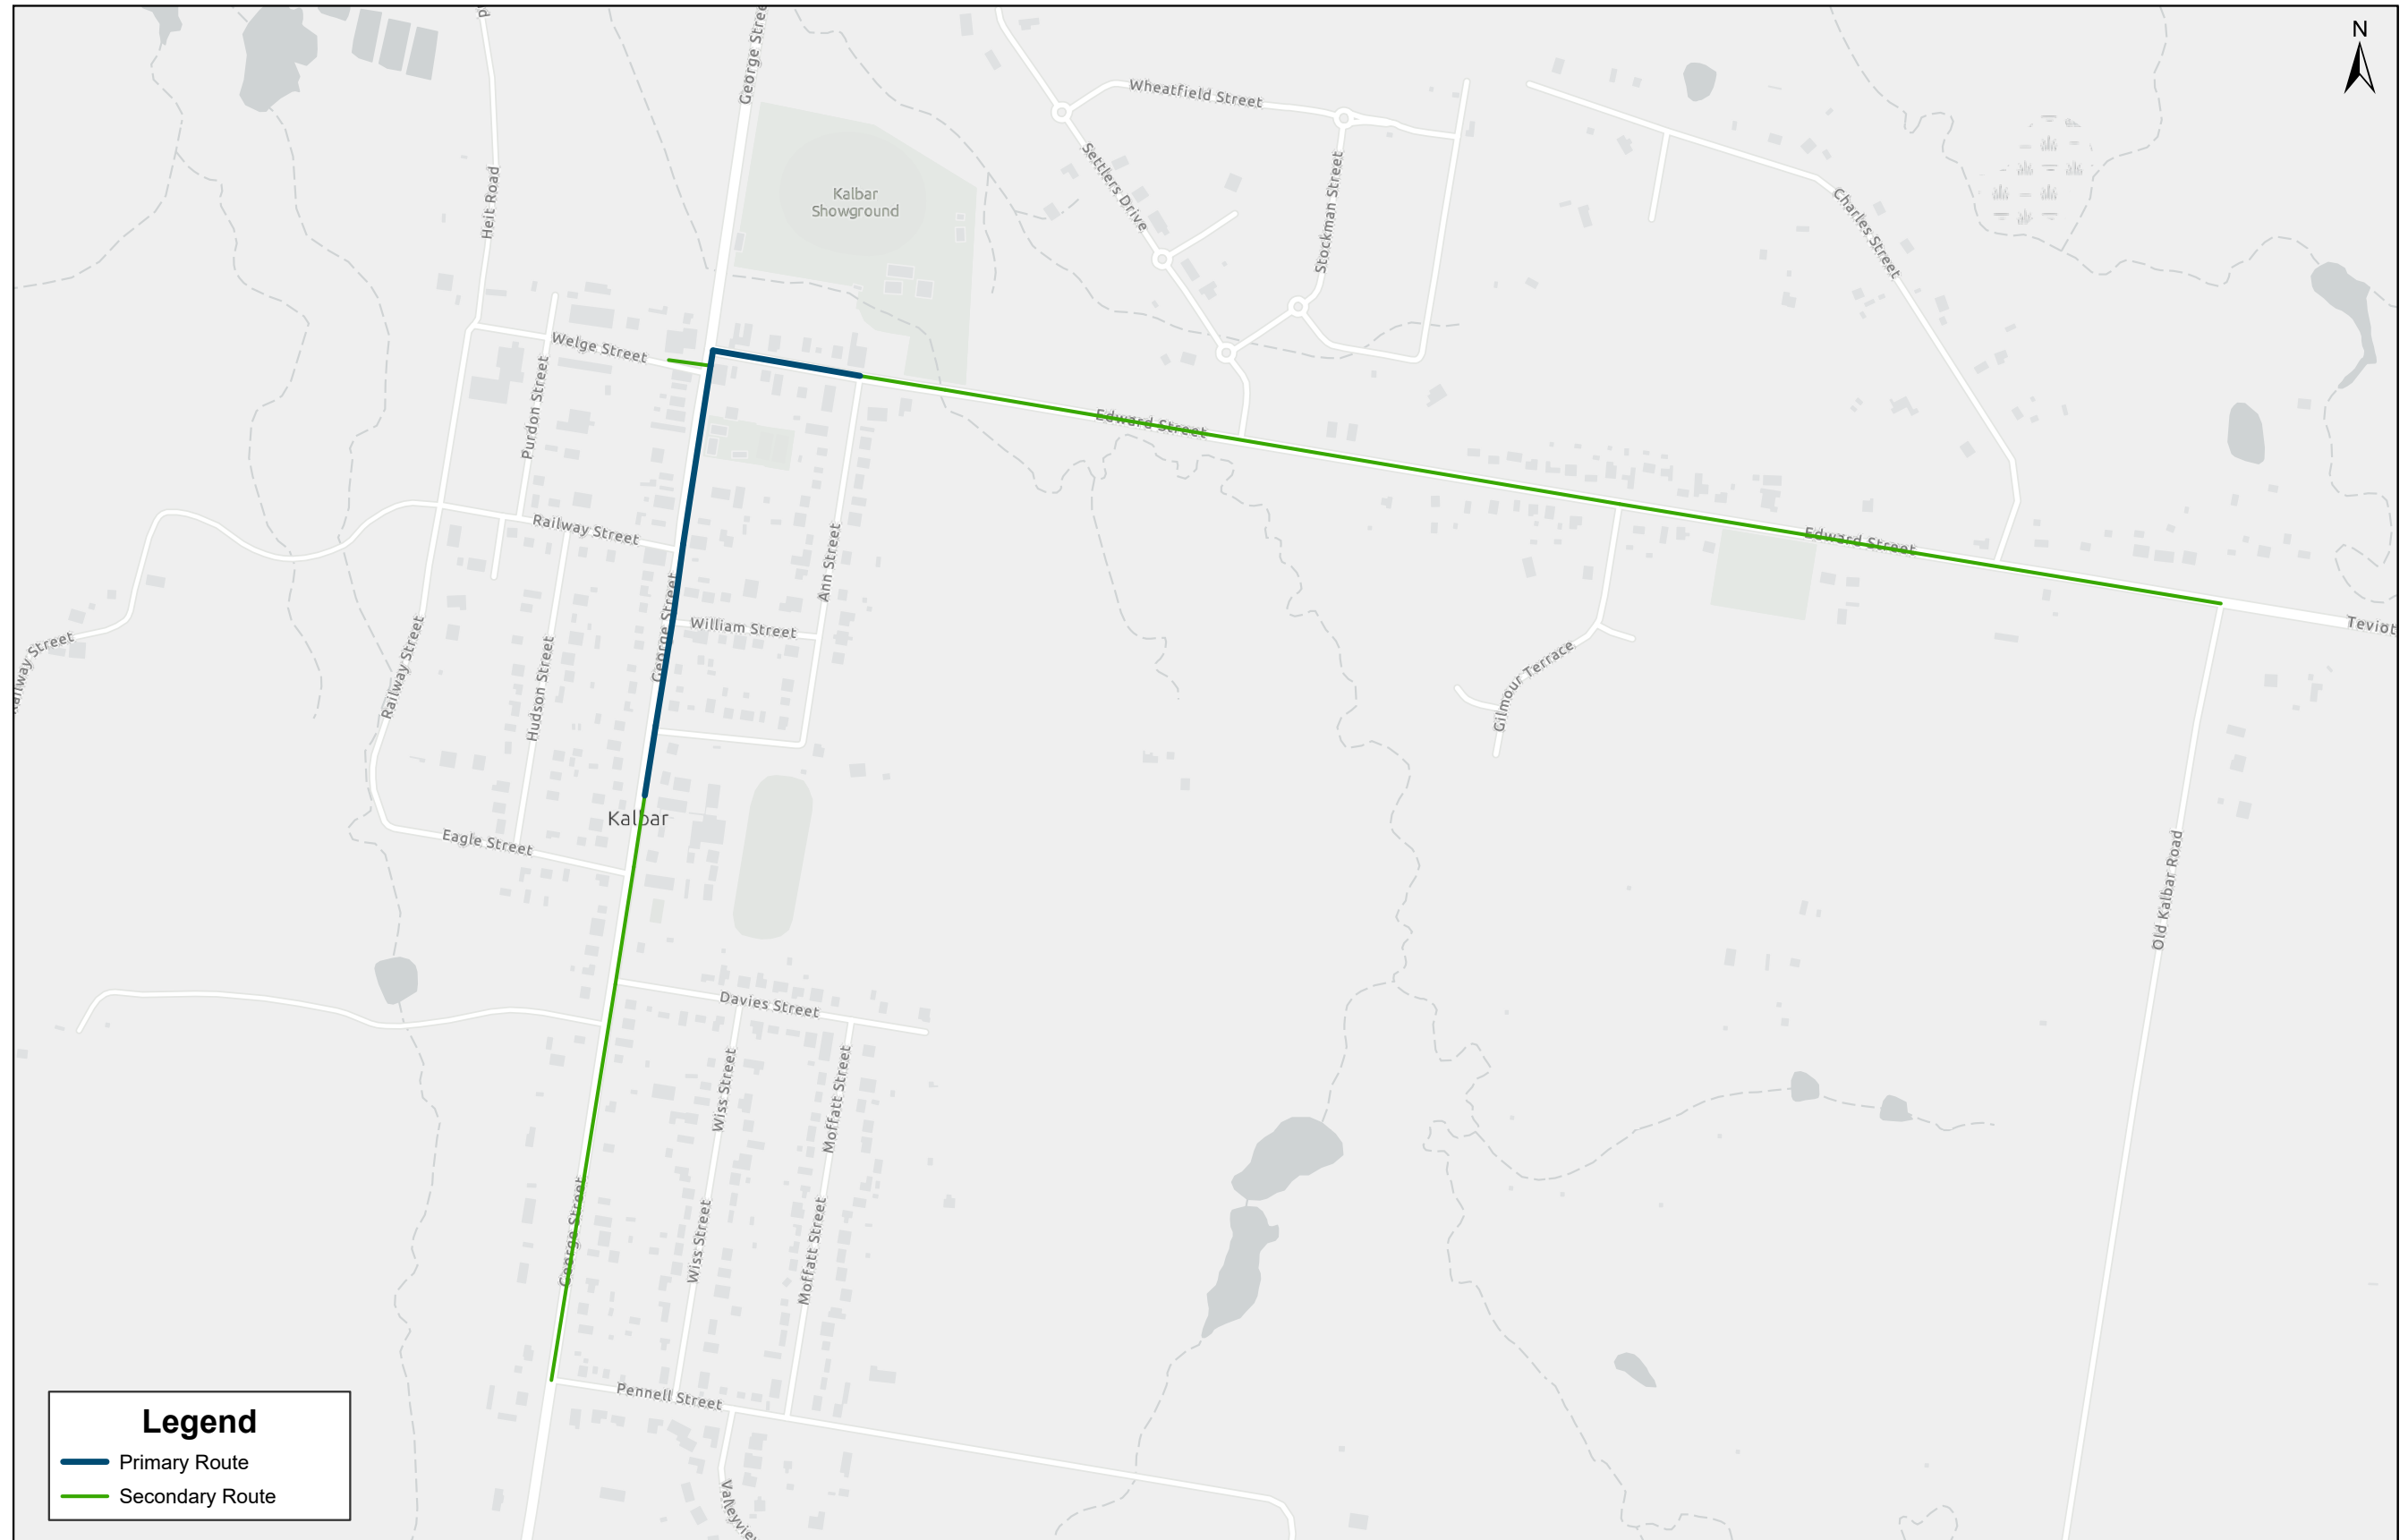 N
George Stree
Wheatfield Street
Settlers Drive
Stockman Street
Charles Street
Heit Road
Kalbar
Showground
Welge Street
Purdon Street
Edward Street
Edward Street
Teviot
Railway Street
Ann Street
George Street
William Street
Railway Street
Railway Street
Hudson Street
Gilmour Terrace
Kalbar
Eagle Street
Old Kalbar Road
Davies Street
Wiss Street
Moffatt Street
George Street
Wiss Street
Moffatt Street
Pennell Street
Valleyvie
Legend
Primary Route
Secondary Route